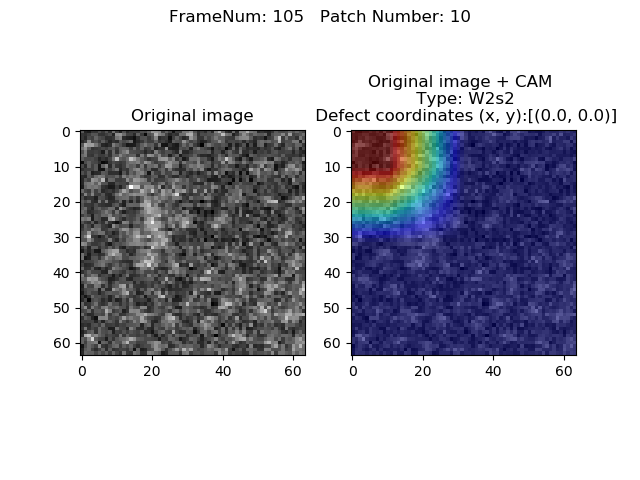 FrameNum: 105   Patch Number: 10
Original image
0
10
20
30
40
50
60
0 20 40 60
Original image + CAM
Type: W2s2
Defect coordinates (x, y):[(0.0, 0.0)]
0
10
20
30
40
50
60
0 20 40 60